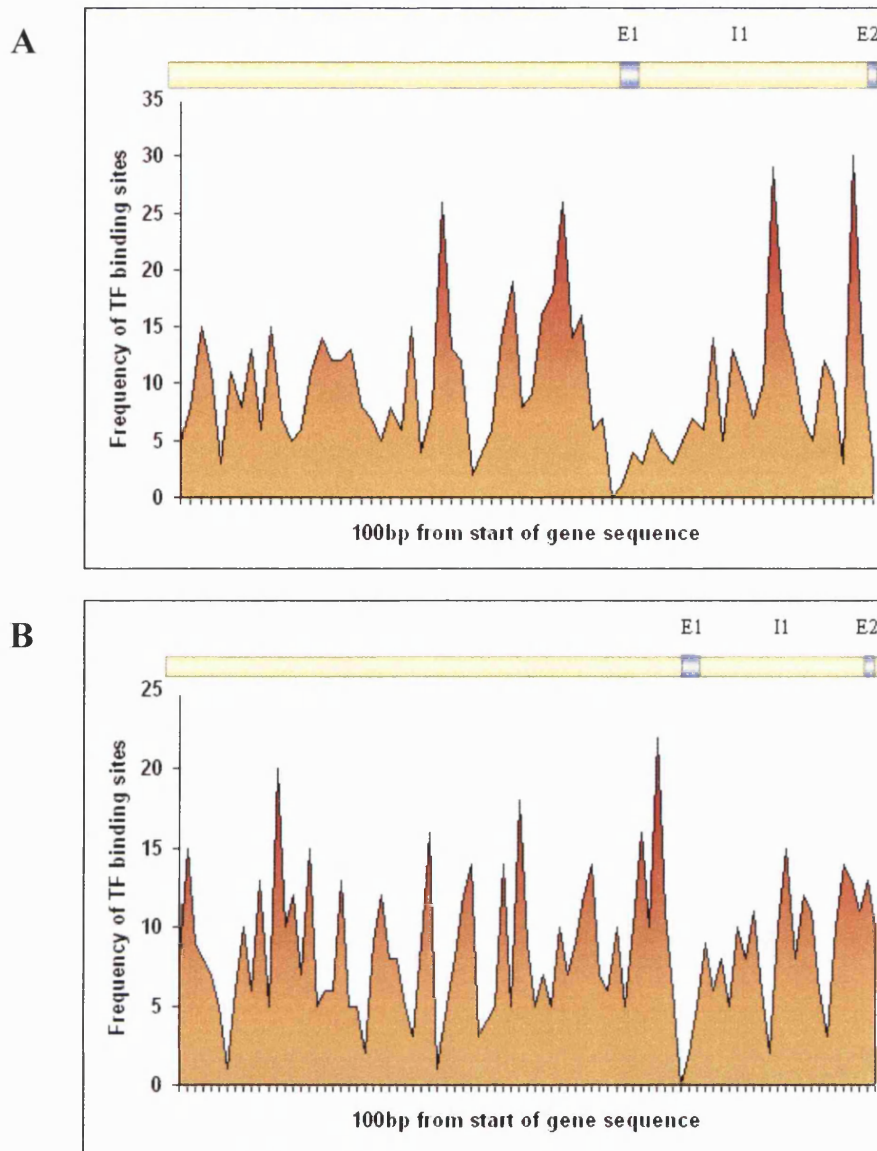 A
E1 I1 E2
Frequency of TF binding sites
35
30
25
20
15
10
5
0
100bp from start of gene sequence
B
E1 I1 E2
Frequency of TF binding sites
25
20
15
10
5
0
100bp from start of gene sequence